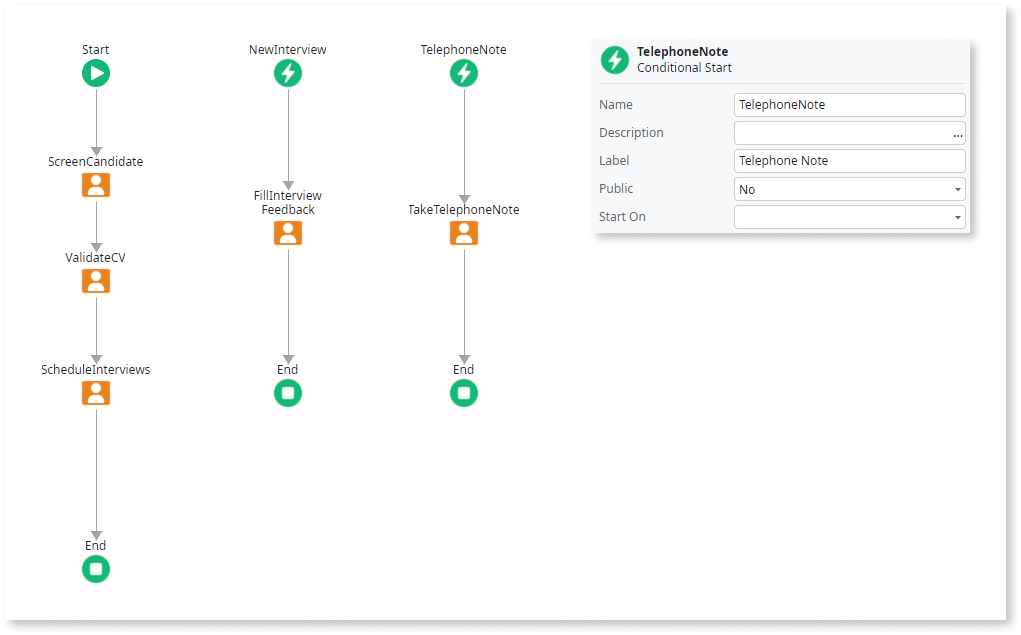 Start
ScreenCandidate
ValidateCV
ScheduleInterviews
End
NewInterview
FillInterview
Feedback
End
TelephoneNote
TakeTelephoneNote
End
TelephoneNote
Conditional Start
Name TelephoneNote
Description ...
Label Telephone Note
Public No
Start On